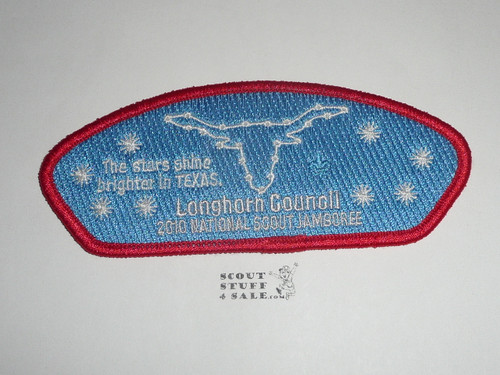 The stars shine
brighter in TEXAS.
Longhorn Council
2010 NATIONAL SCOUT JAMBOREE
SCOUT
STUFF
4 SALE.com